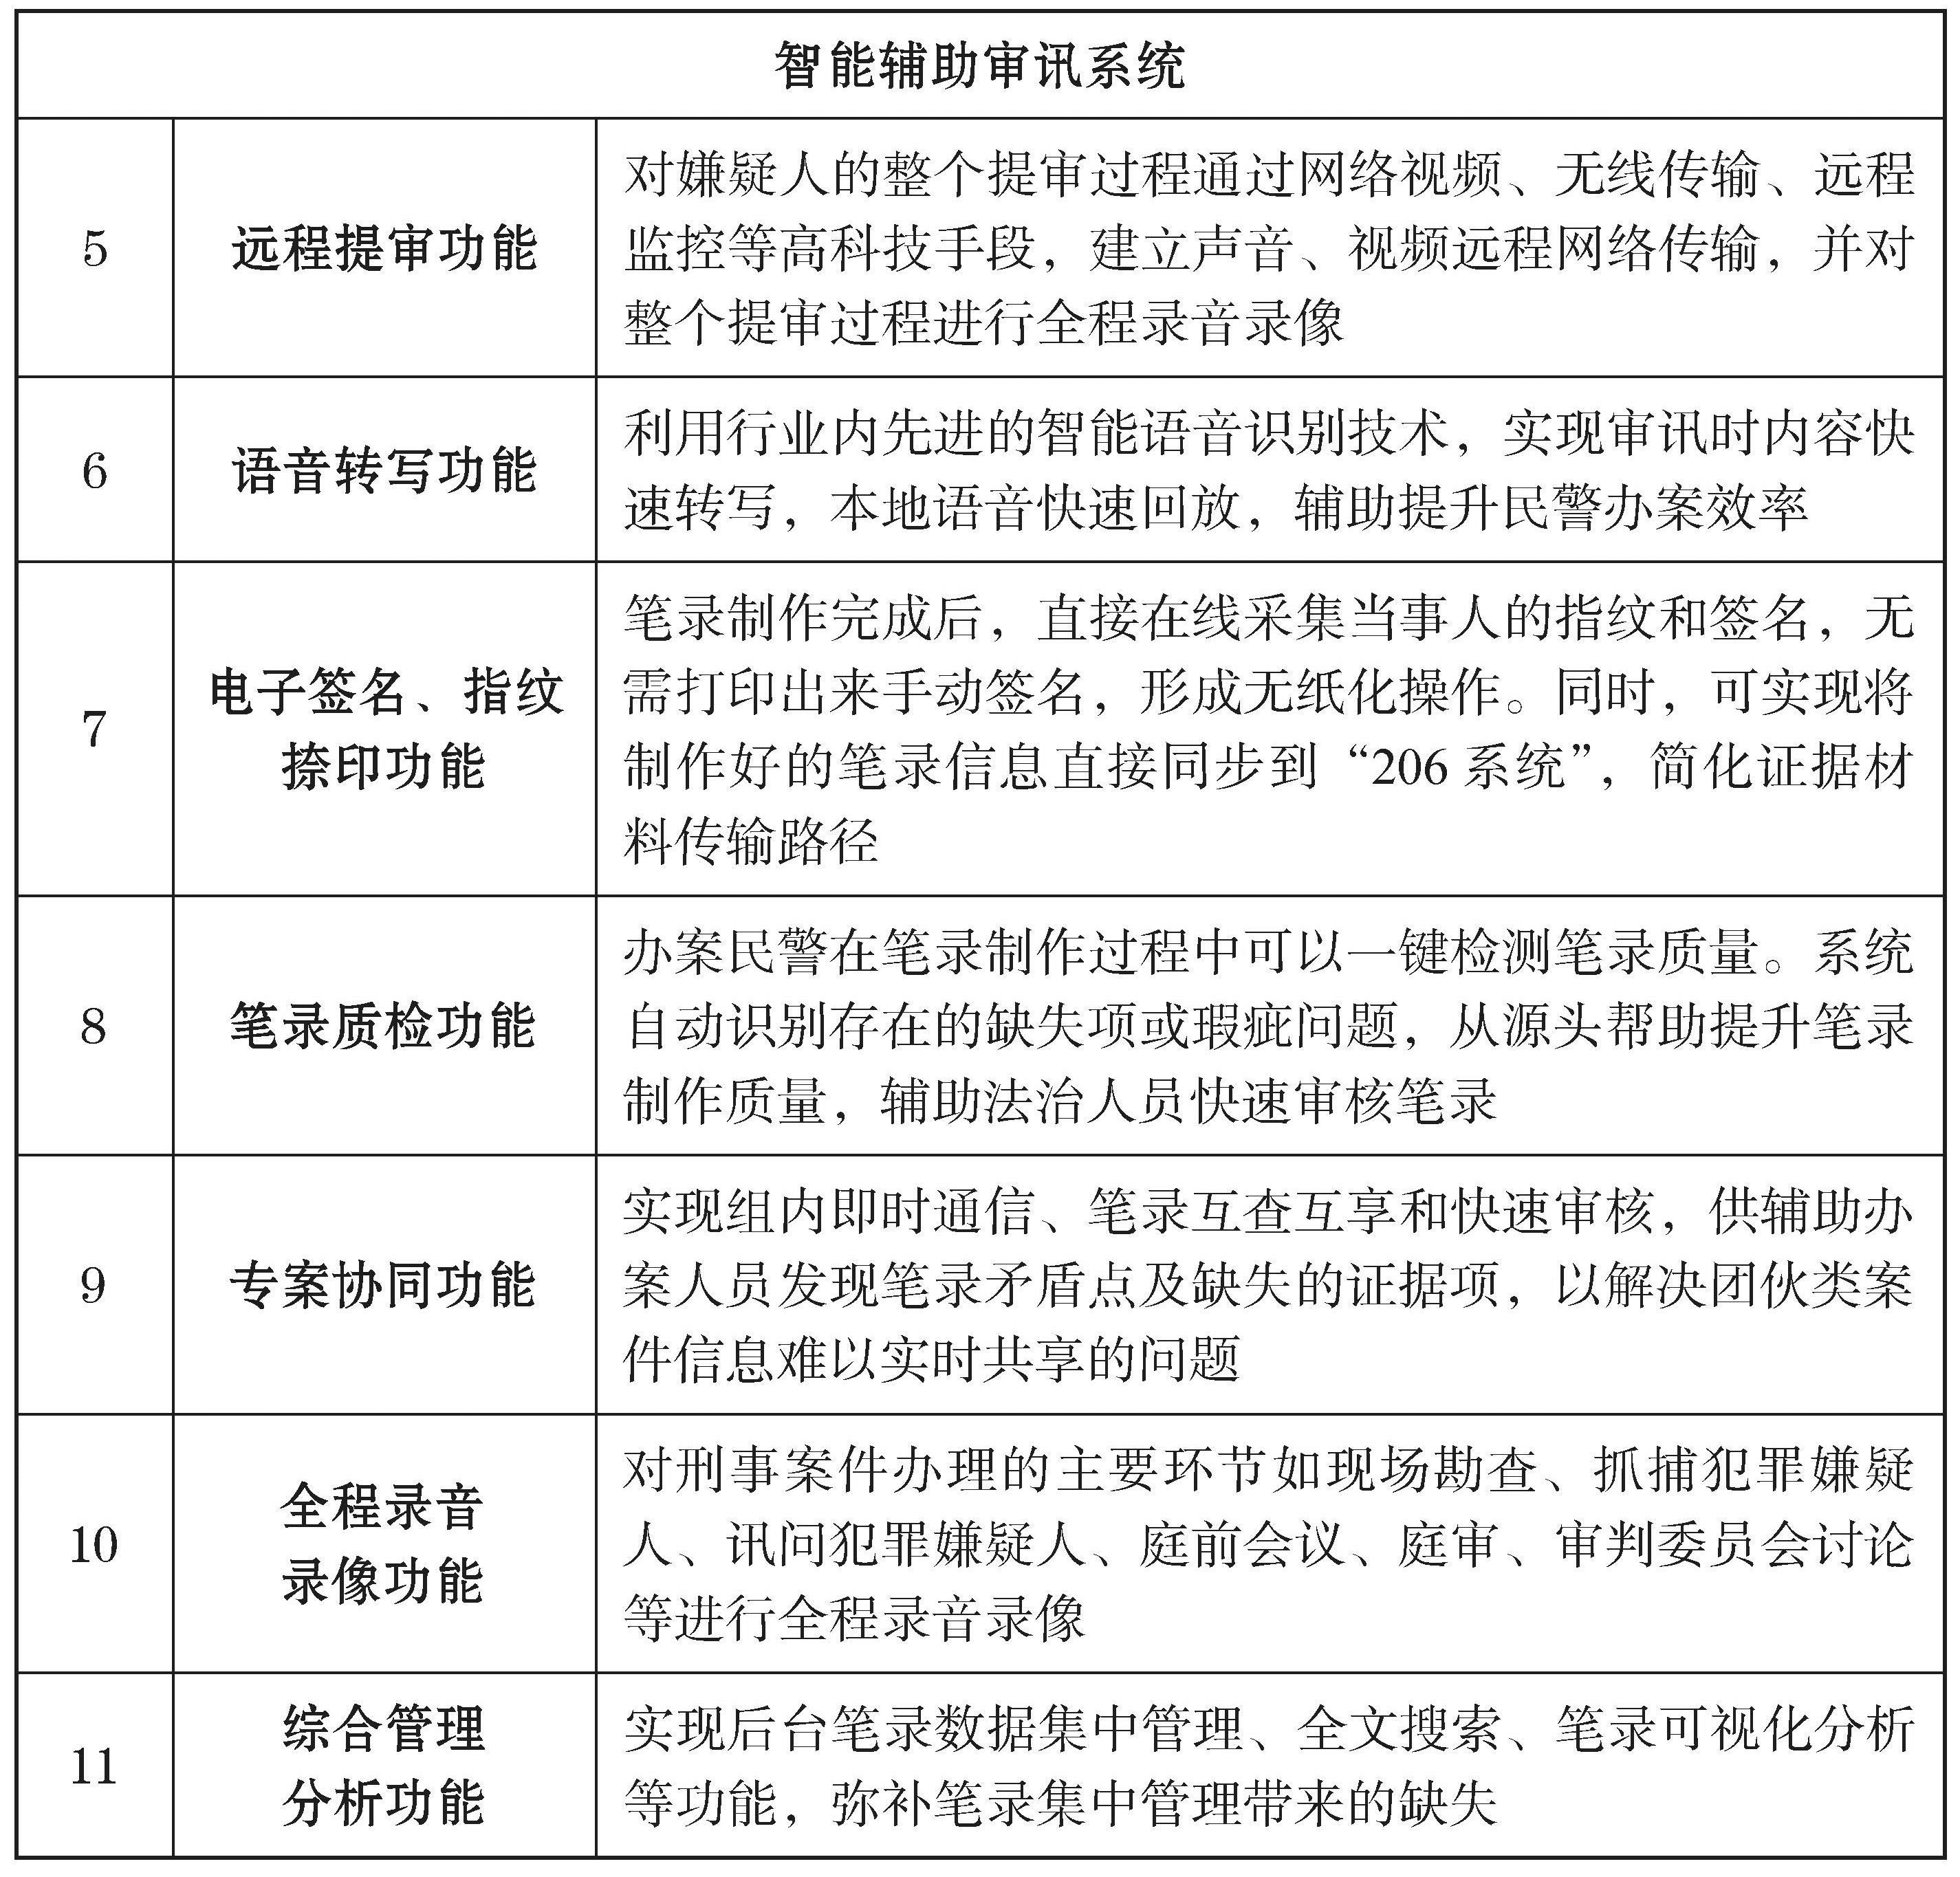 智能辅助审讯系统
5
远程提审功能
对嫌疑人的整个提审过程通过网络视频、无线传输、远程
监控等高科技手段，建立声音、视频远程网络传输，并对
整个提审过程进行全程录音录像
6
语音转写功能
利用行业内先进的智能语音识别技术，实现审讯时内容快
速转写，本地语音快速回放，辅助提升民警办案效率
7
电子签名、指纹
捺印功能
笔录制作完成后，直接在线采集当事人的指纹和签名，无
需打印出来手动签名，形成无纸化操作。同时，可实现将
制作好的笔录信息直接同步到“206 系统”，简化证据材
料传输路径
8
笔录质检功能
办案民警在笔录制作过程中可以一键检测笔录质量。系统
自动识别存在的缺失项或瑕疵问题，从源头帮助提升笔录
制作质量，辅助法治人员快速审核笔录
9
专案协同功能
实现组内即时通信、笔录互查互享和快速审核，供辅助办
案人员发现笔录矛盾点及缺失的证据项，以解决团伙类案
件信息难以实时共享的问题
10
全程录音
录像功能
对刑事案件办理的主要环节如现场勘查、抓捕犯罪嫌疑
人、讯问犯罪嫌疑人、庭前会议、庭审、审判委员会讨论
等进行全程录音录像
11
综合管理
分析功能
实现后台笔录数据集中管理、全文搜索、笔录可视化分析
等功能，弥补笔录集中管理带来的缺失